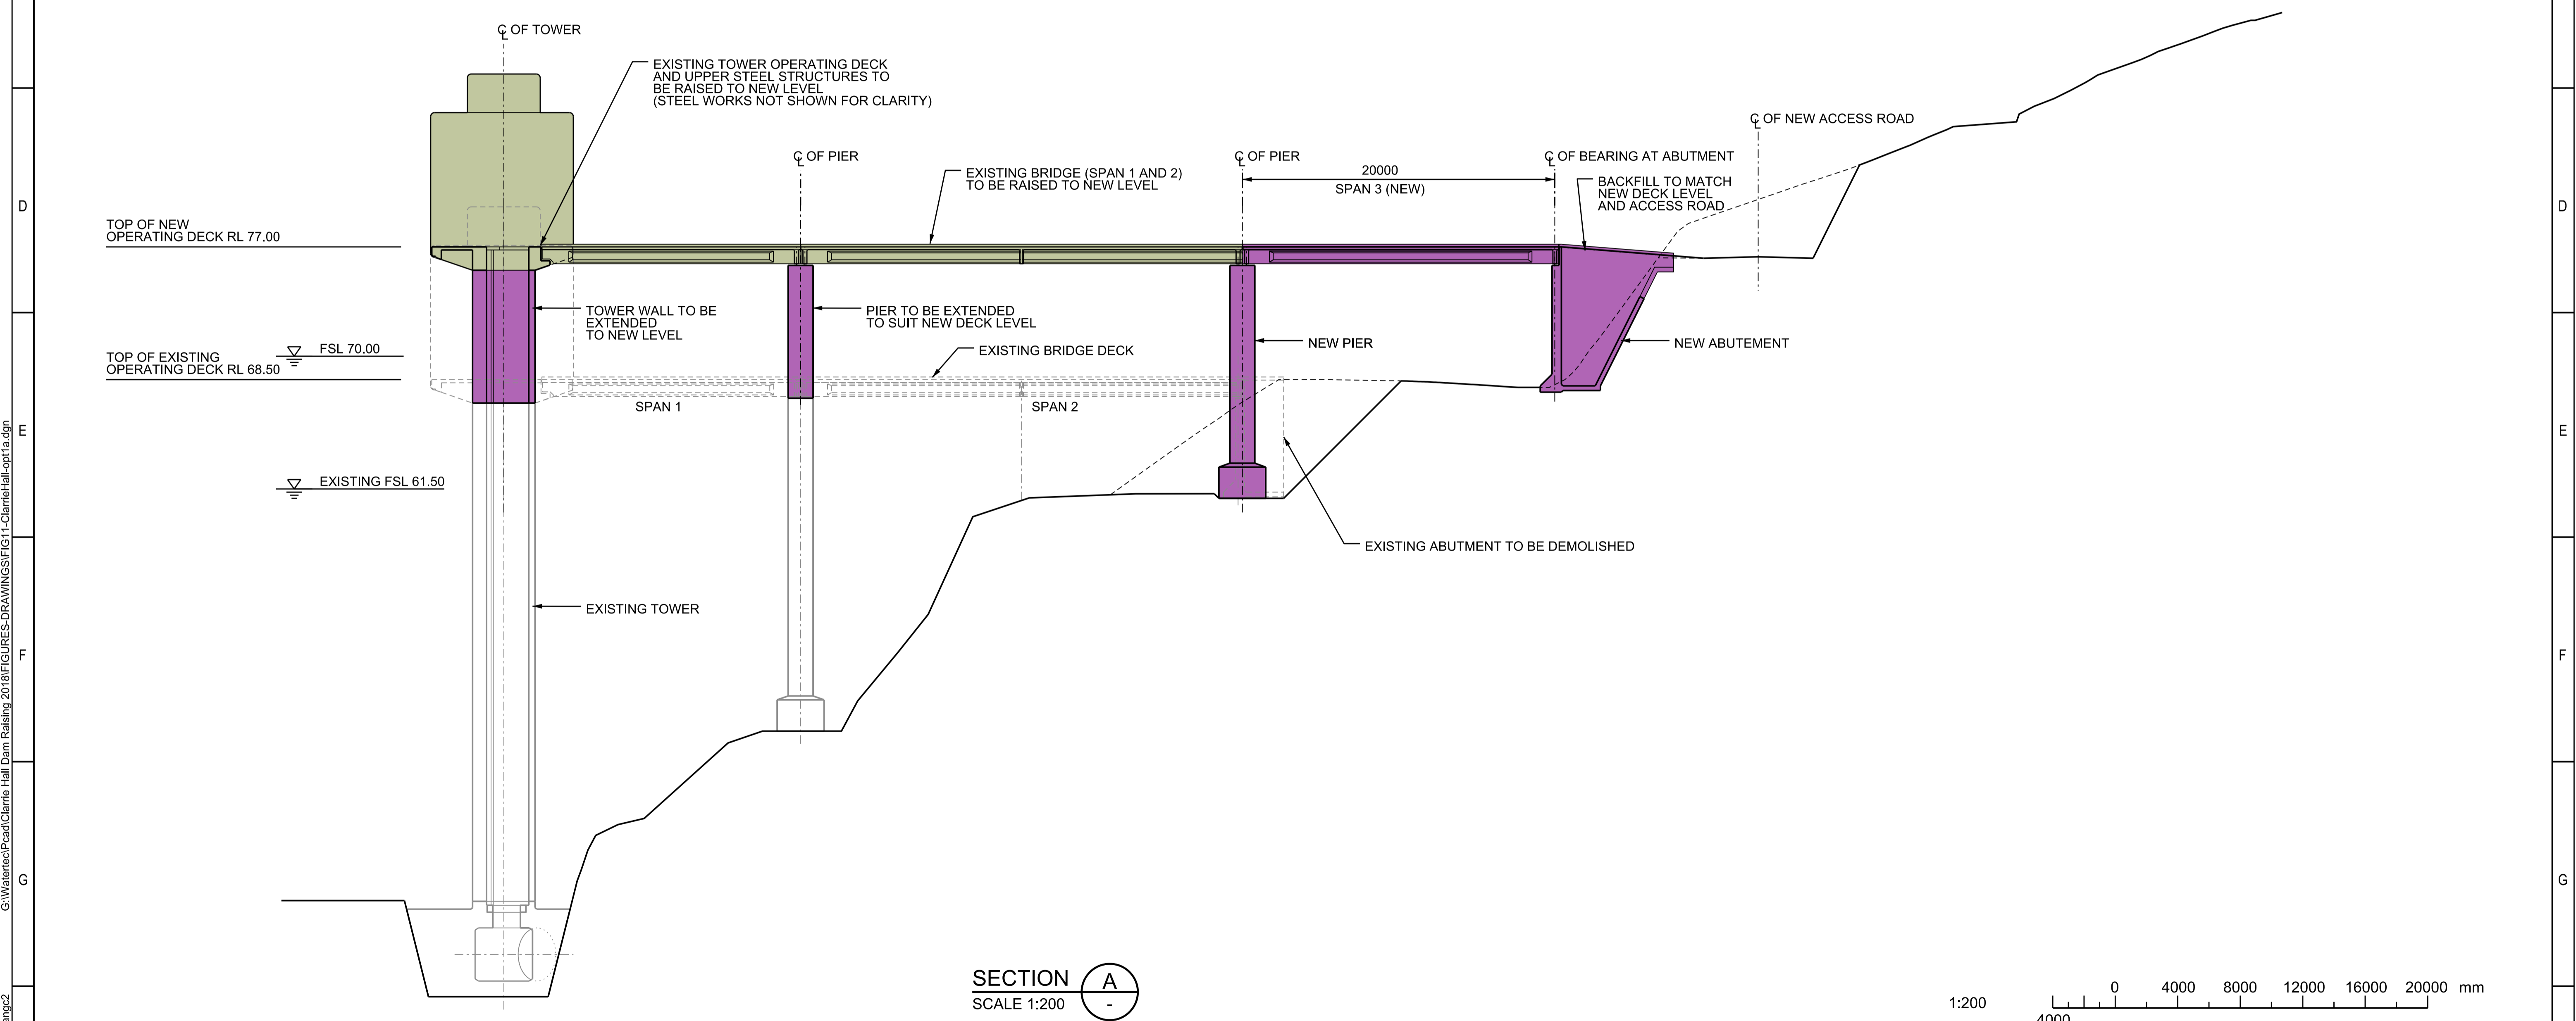 ℄ OF TOWER
EXISTING TOWER OPERATING DECK
AND UPPER STEEL STRUCTURES TO
BE RAISED TO NEW LEVEL
(STEEL WORKS NOT SHOWN FOR CLARITY)
℄ OF NEW ACCESS ROAD
℄ OF PIER
℄ OF PIER
℄ OF BEARING AT ABUTMENT
EXISTING BRIDGE (SPAN 1 AND 2)
TO BE RAISED TO NEW LEVEL
20000
SPAN 3 (NEW)
BACKFILL TO MATCH
NEW DECK LEVEL
AND ACCESS ROAD
D
D
TOP OF NEW
OPERATING DECK RL 77.00
TOWER WALL TO BE
EXTENDED
TO NEW LEVEL
PIER TO BE EXTENDED
TO SUIT NEW DECK LEVEL
FSL 70.00
TOP OF EXISTING
OPERATING DECK RL 68.50
EXISTING BRIDGE DECK
NEW PIER
NEW ABUTEMENT
SPAN 1
SPAN 2
E
E
EXISTING FSL 61.50
EXISTING ABUTMENT TO BE DEMOLISHED
EXISTING TOWER
F
F
G:\Watertec\Pcad\Clarrie Hall Dam Raising 2018\FIGURES-DRAWINGS\FIG11-ClarrieHall-opt1a.dgn
G
G
SECTION
A
SCALE 1:200
-
1:200
0 4000 8000 12000 16000 20000 mm
4000